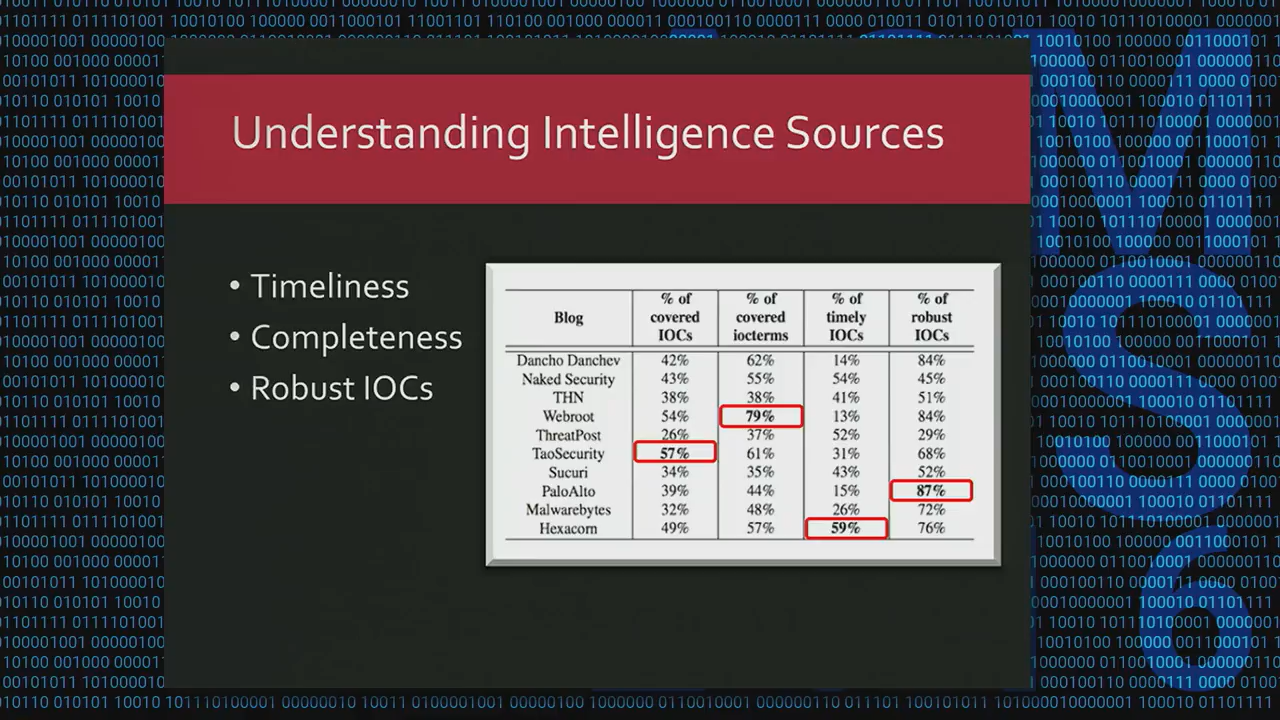 Understanding Intelligence Sources
• Timeliness
• Completeness
• Robust IOCs
Blog | % of covered IOCs | % of covered iocterms | % of timely IOCs | % of robust IOCs
Dancho Danchev 42% 62% 14% 84%
Naked Security 43% 55% 54% 45%
THN 38% 38% 41% 51%
Webroot 54% 79% 13% 84%
ThreatPost 26% 37% 52% 29%
TaoSecurity 57% 61% 31% 68%
Sucuri 34% 35% 43% 52%
PaloAlto 39% 44% 15% 87%
Malwarebytes 32% 48% 26% 72%
Hexacorn 49% 57% 59% 76%